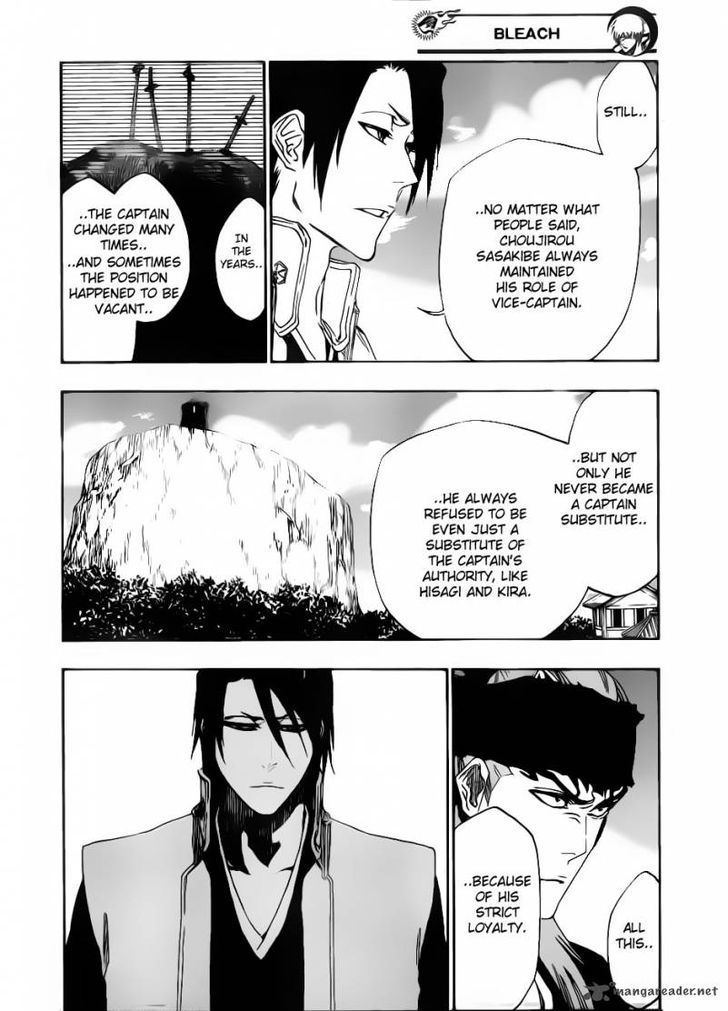 BLEACH
STILL..
..NO MATTER WHAT
PEOPLE SAID,
CHOUJIROU
SASAKIBE ALWAYS
MAINTAINED
HIS ROLE OF
VICE-CAPTAIN.
IN
THE
YEARS..
..THE CAPTAIN
CHANGED MANY
TIMES..
..AND SOMETIMES
THE POSITION
HAPPENED TO BE
VACANT..
..BUT NOT
ONLY HE
NEVER BECAME
A CAPTAIN
SUBSTITUTE..
..HE ALWAYS
REFUSED TO BE
EVEN JUST A
SUBSTITUTE OF
THE CAPTAIN'S
AUTHORITY, LIKE
HISAGI AND KIRA.
ALL
THIS..
..BECAUSE
OF HIS
STRICT
LOYALTY.
mangareader.net